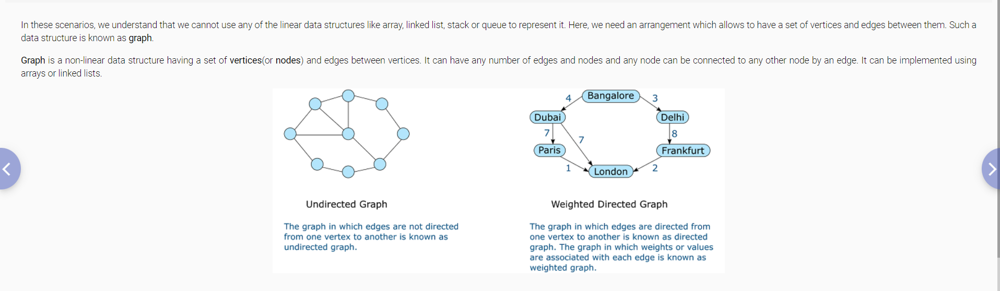 In these scenarios, we understand that we cannot use any of the linear data structures like array, linked list, stack or queue to represent it. Here, we need an arrangement which allows to have a set of vertices and edges between them. Such a
data structure is known as graph.
Graph is a non-linear data structure having a set of vertices(or nodes) and edges between vertices. It can have any number of edges and nodes and any node can be connected to any other node by an edge. It can be implemented using
arrays or linked lists.
4 Bangalore 3
Dubai Delhi
7 7 8
Paris Frankfurt
1 London 2
Undirected Graph
The graph in which edges are not directed
from one vertex to another is known as
undirected graph.
Weighted Directed Graph
The graph in which edges are directed from
one vertex to another is known as directed
graph. The graph in which weights or values
are associated with each edge is known as
weighted graph.